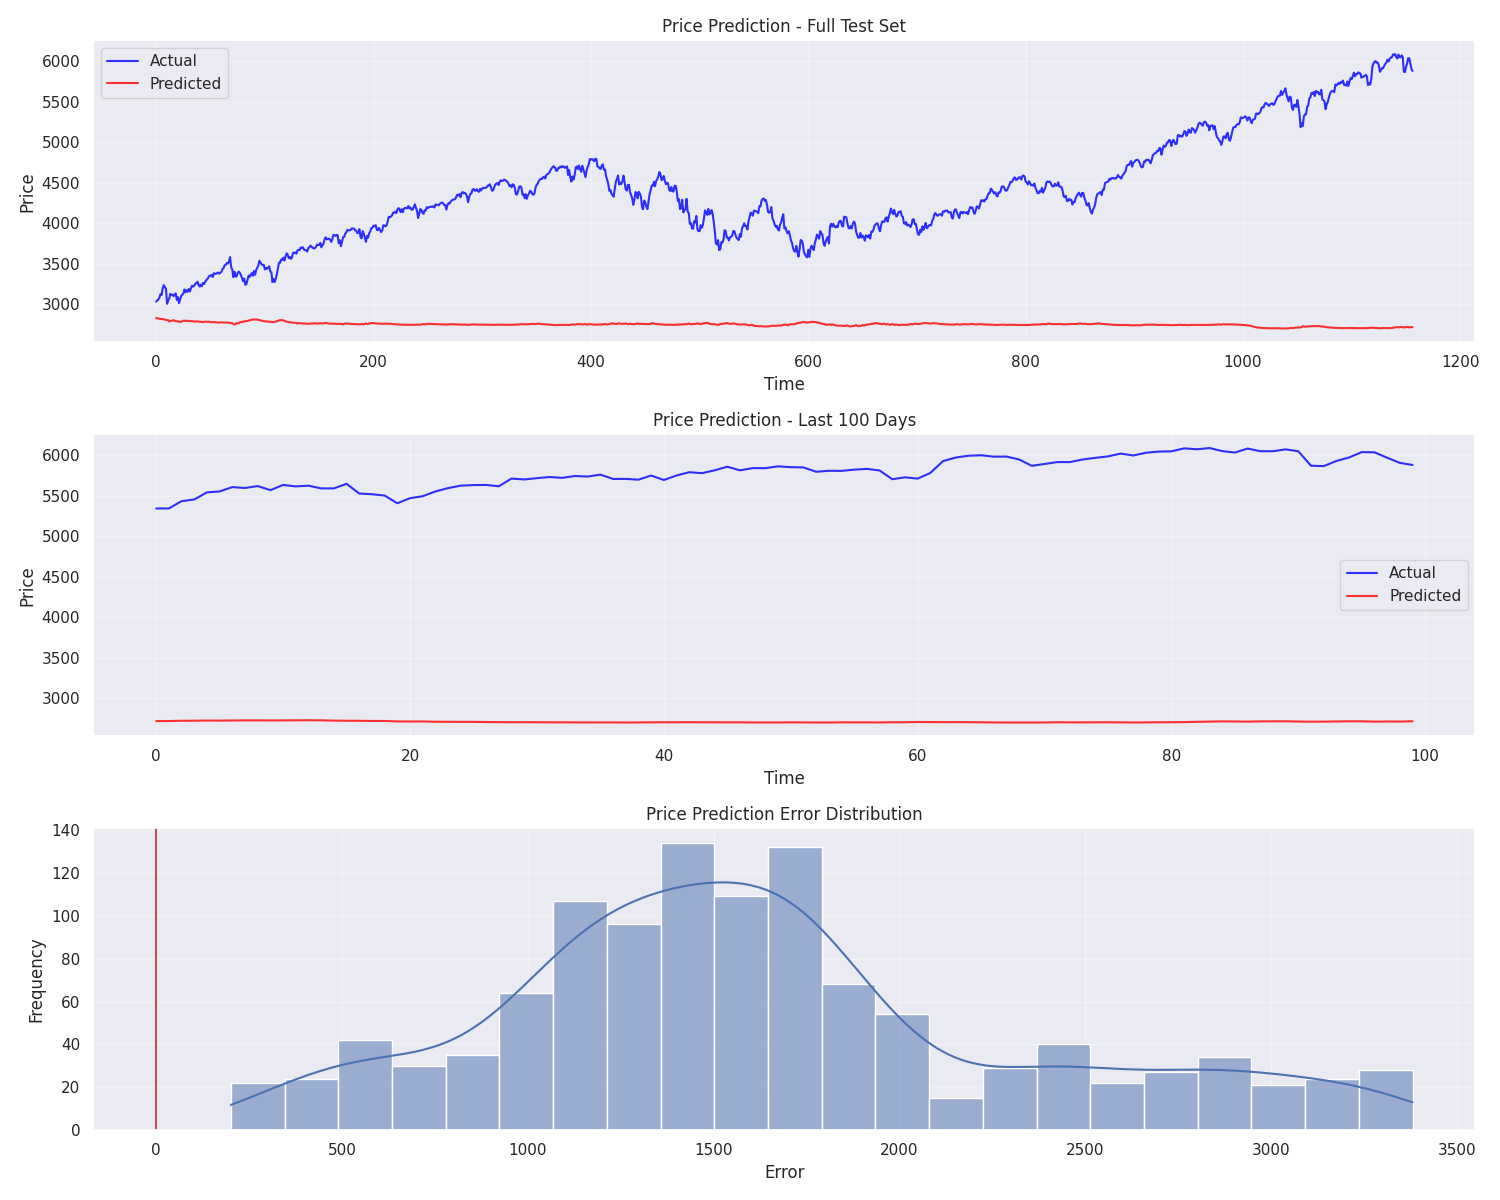 Price Prediction - Full Test Set
Price
6000
5500
5000
4500
4000
3500
3000
Actual
Predicted
0 200 400 600 800 1000 1200
Time
Price Prediction - Last 100 Days
Price
6000
5500
5000
4500
4000
3500
3000
Actual
Predicted
0 20 40 60 80 100
Time
Price Prediction Error Distribution
Frequency
140
120
100
80
60
40
20
0
0 500 1000 1500 2000 2500 3000 3500
Error